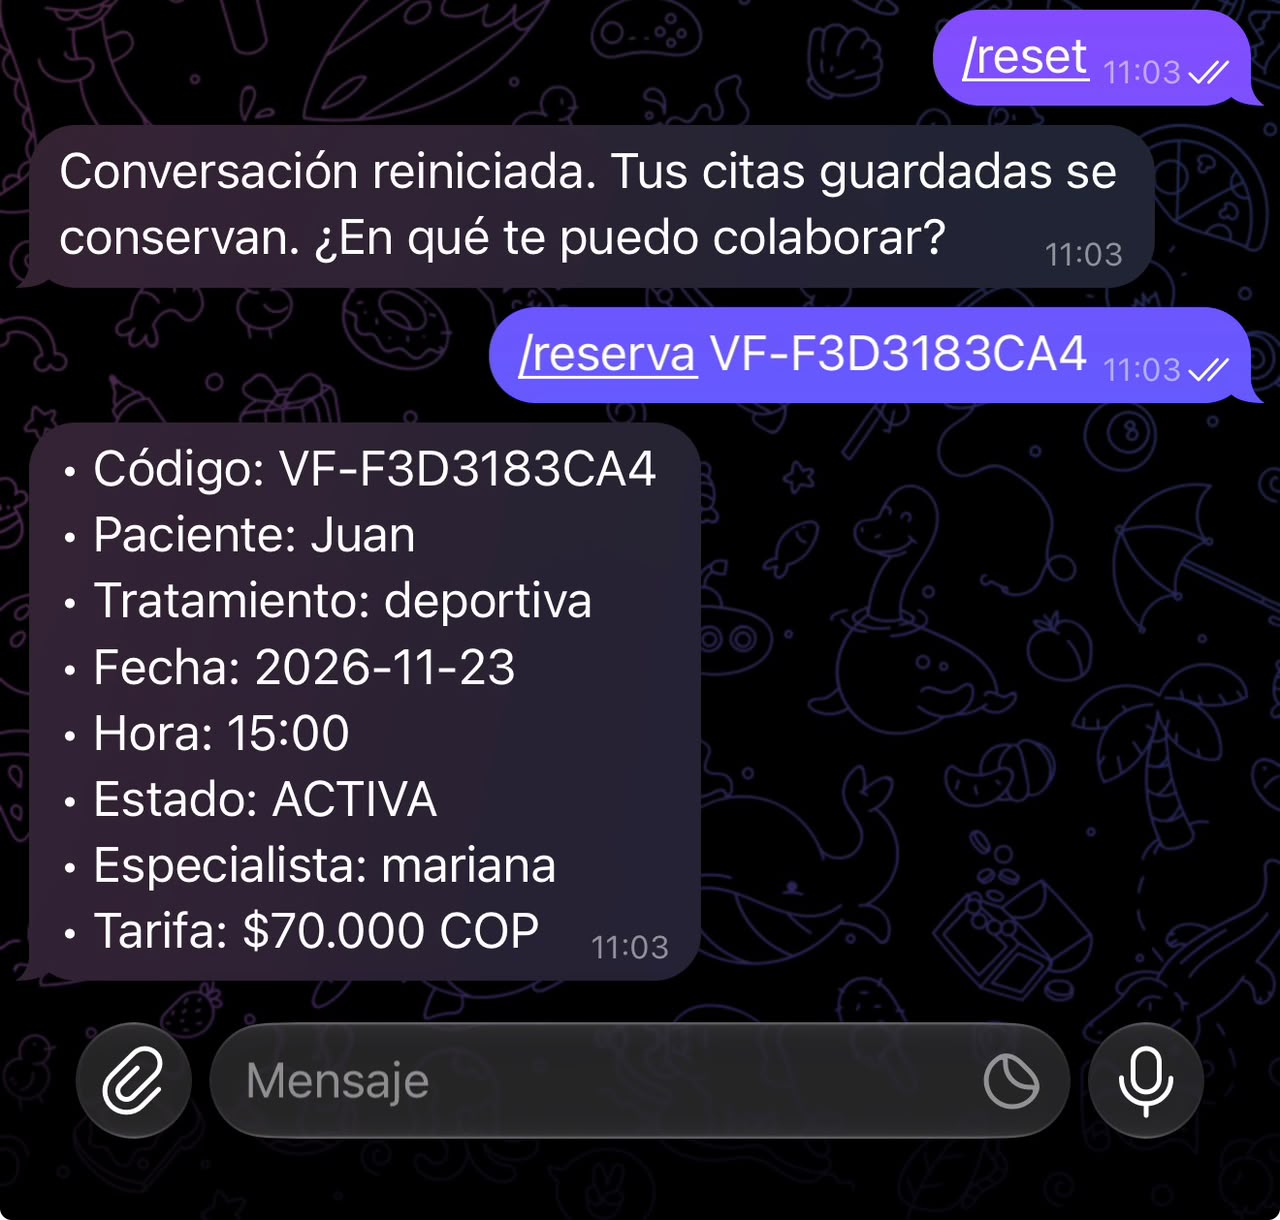 /reset 11:03
Conversación reiniciada. Tus citas guardadas se
conservan. ¿En qué te puedo colaborar? 11:03
/reserva VF-F3D3183CA4 11:03
• Código: VF-F3D3183CA4
• Paciente: Juan
• Tratamiento: deportiva
• Fecha: 2026-11-23
• Hora: 15:00
• Estado: ACTIVA
• Especialista: mariana
• Tarifa: $70.000 COP 11:03
Mensaje